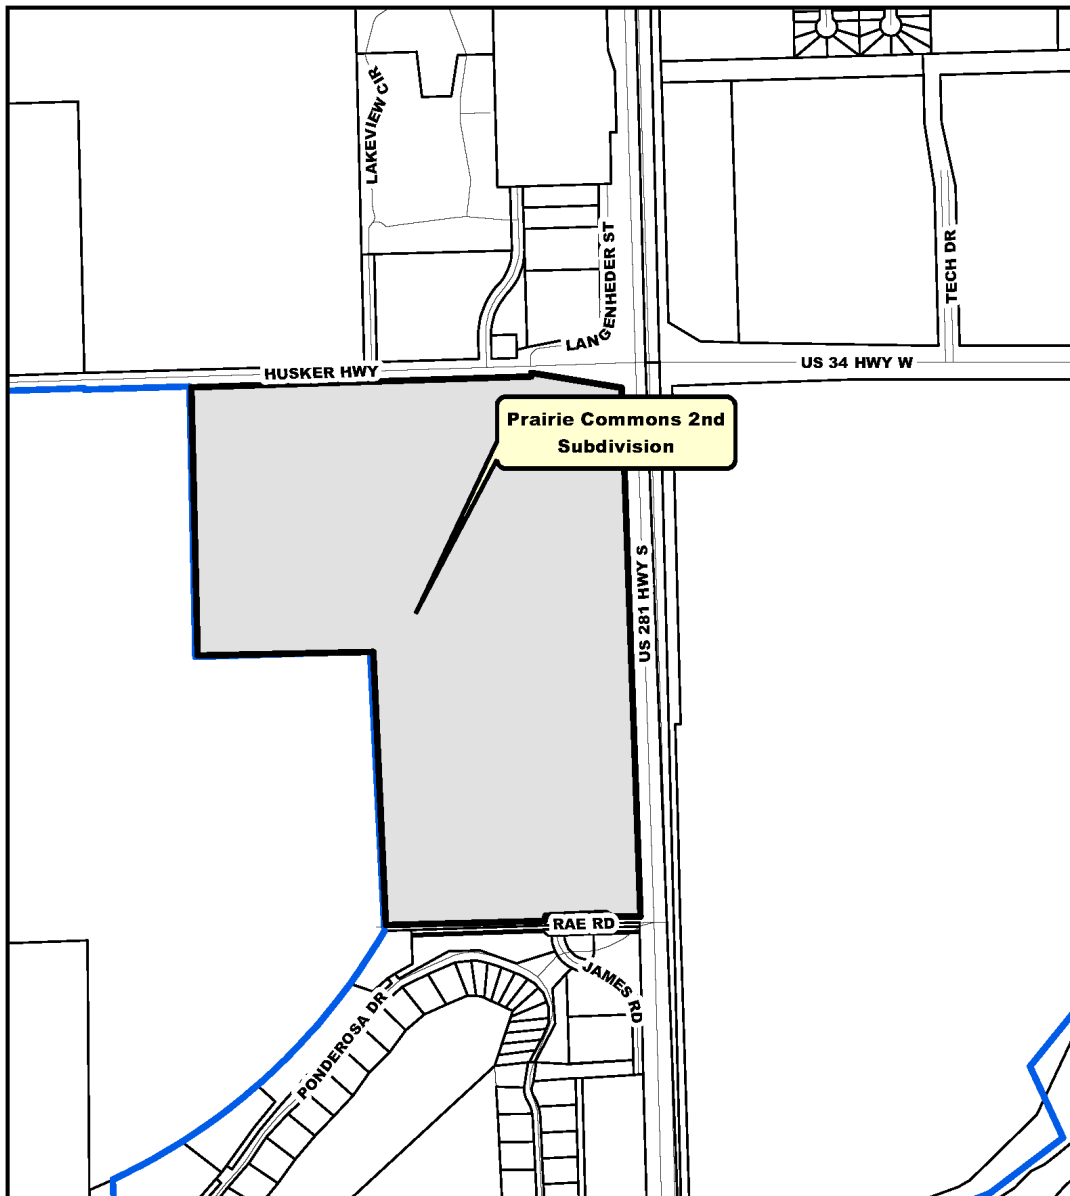 LAKEVIEW CIR
LANGENHEDER ST
TECH DR
HUSKER HWY
US 34 HWY W
Prairie Commons 2nd
Subdivision
US 281 HWY S
RAE RD
JAMES RD
PONDEROSA DR